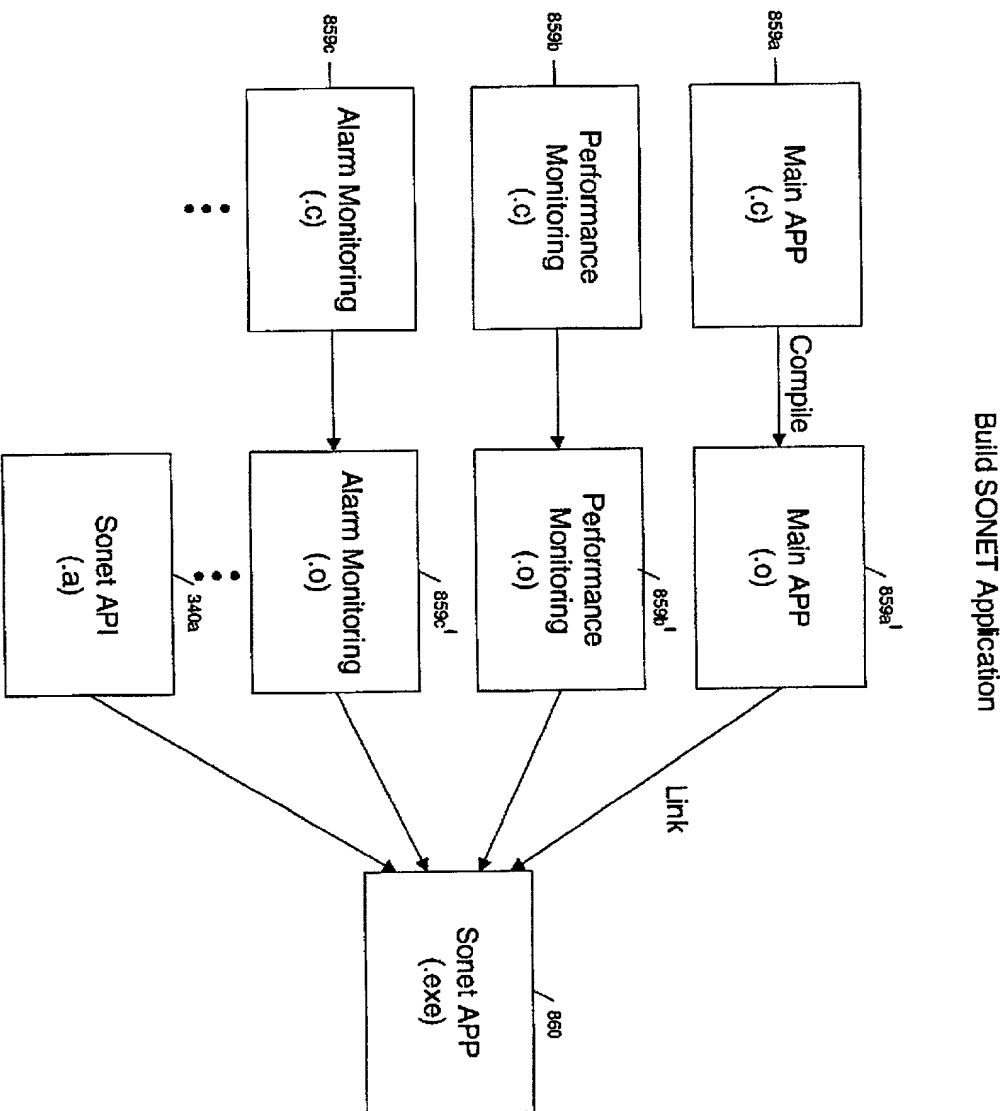 Build SONET Application
859a
Main APP
(.c)
Compile
859a'
Main APP
(.o)
Link
859b
Performance
Monitoring
(.c)
859b'
Performance
Monitoring
(.o)
859c
Alarm Monitoring
(.c)
859c'
Alarm Monitoring
(.o)
340a
Sonet API
(.a)
860
Sonet APP
(.exe)